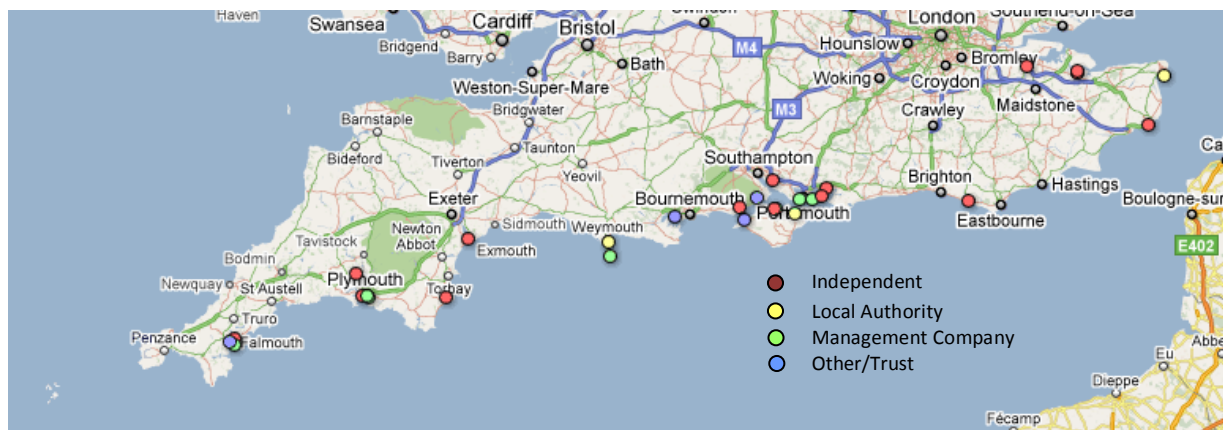 Haven
Swansea
Cardiff
Swindon
London
Southend-on-Sea
Bridgend
Barry
Bristol
M4
Hounslow
Bromley
Bath
Woking
Croydon
Weston-Super-Mare
Maidstone
Bridgwater
M3
Crawley
Barnstaple
Bideford
Taunton
Tiverton
Yeovil
Southampton
Brighton
Hastings
Exeter
Bournemouth
Portsmouth
Eastbourne
Boulogne-sur
Newton
Abbot
Sidmouth
Weymouth
Tavistock
Exmouth
E402
Bodmin
Newquay
Plymouth
St Austell
Torbay
Truro
Penzance
Falmouth
Independent
Local Authority
Management Company
Other/Trust
Eu
Abbe
Dieppe
Fécamp